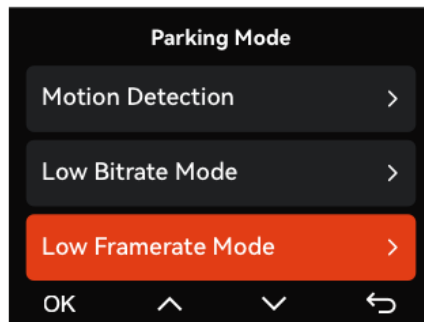 Parking Mode
Motion Detection
Low Bitrate Mode
Low Framerate Mode
OK